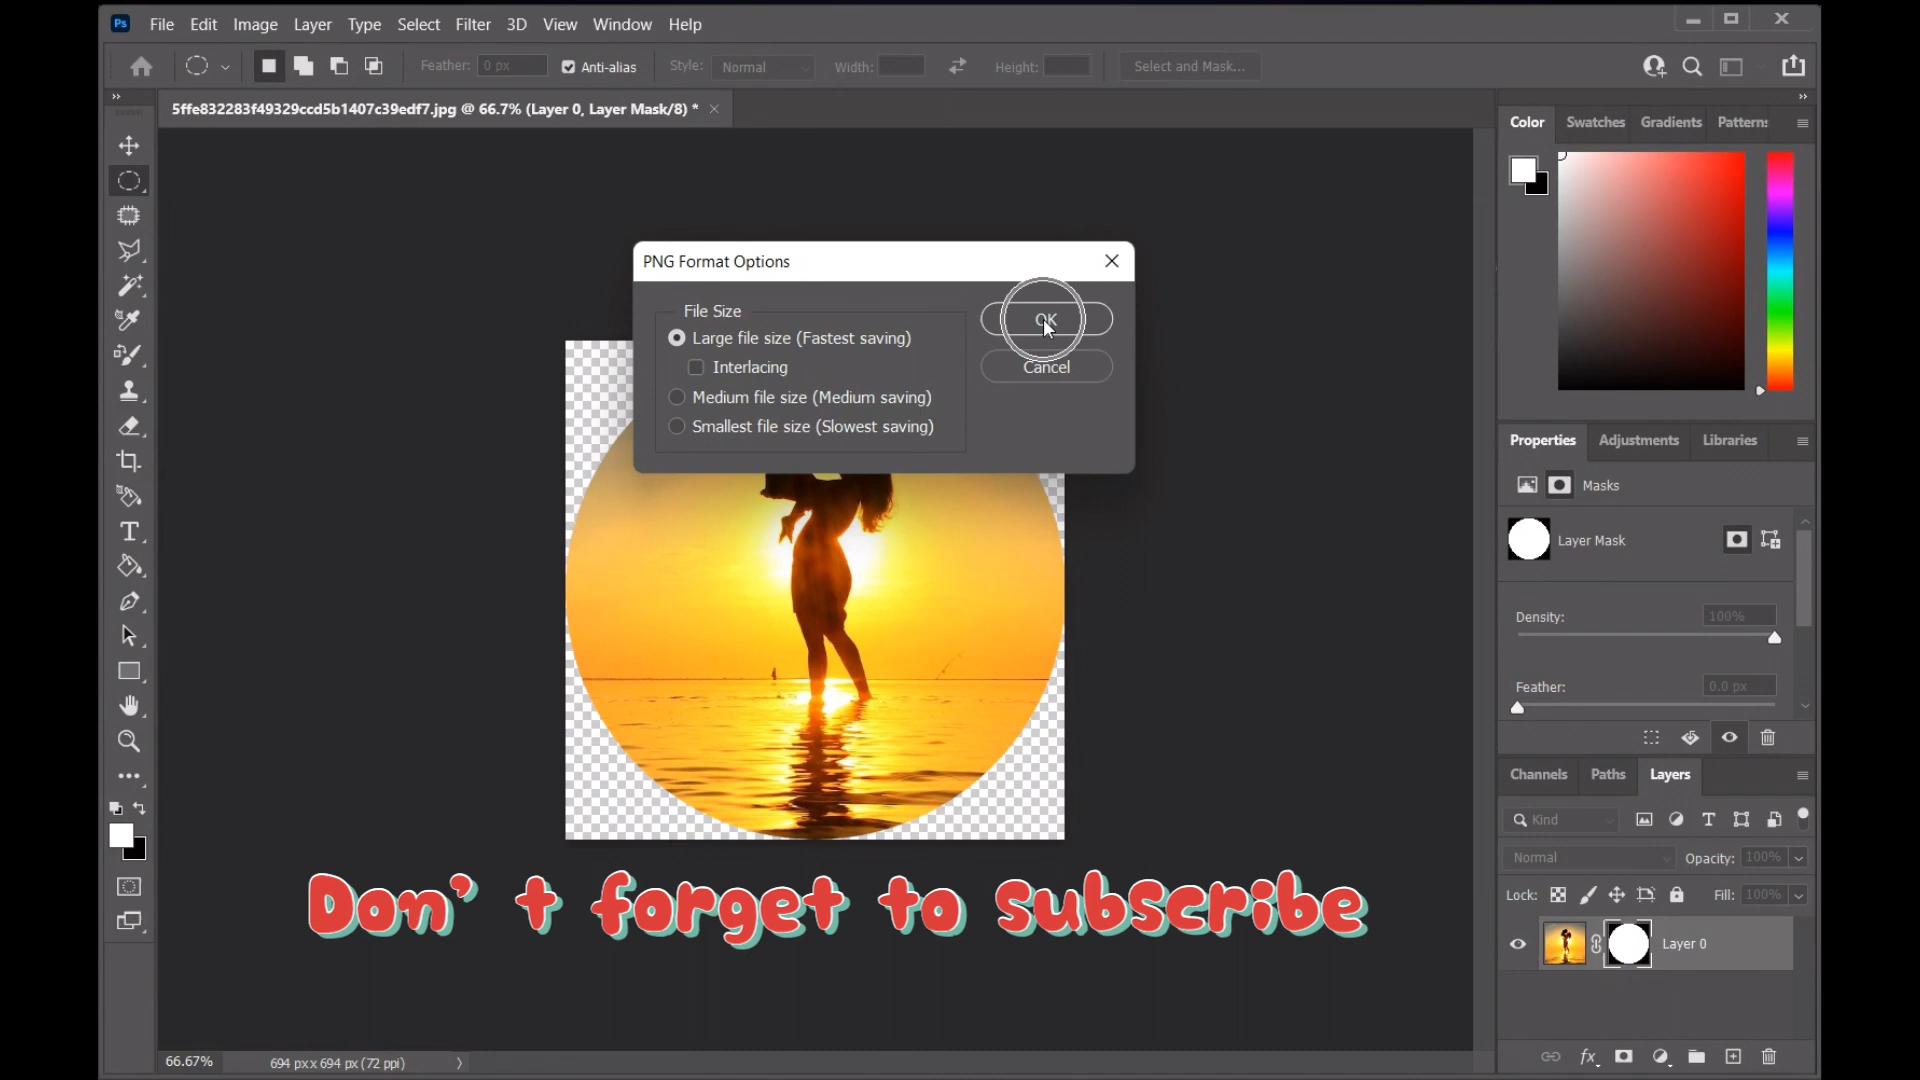 Ps File Edit Image Layer Type Select Filter 3D View Window Help
Feather: 0 px Anti-alias Style: Normal Width: Height: Select and Mask...
5ffe832283f49329ccd5b1407c39edf7.jpg @ 66.7% (Layer 0, Layer Mask/8) *
Color Swatches Gradients Patterns
PNG Format Options
File Size
Large file size (Fastest saving)
Interlacing
Medium file size (Medium saving)
Smallest file size (Slowest saving)
OK
Cancel
Properties Adjustments Libraries
Masks
Layer Mask
Density: 100%
Feather: 0.0 px
Channels Paths Layers
Kind
Normal Opacity: 100%
Lock: Fill: 100%
Layer 0
Don' t forget to subscribe
66.67% 694 px x 694 px (72 ppi)